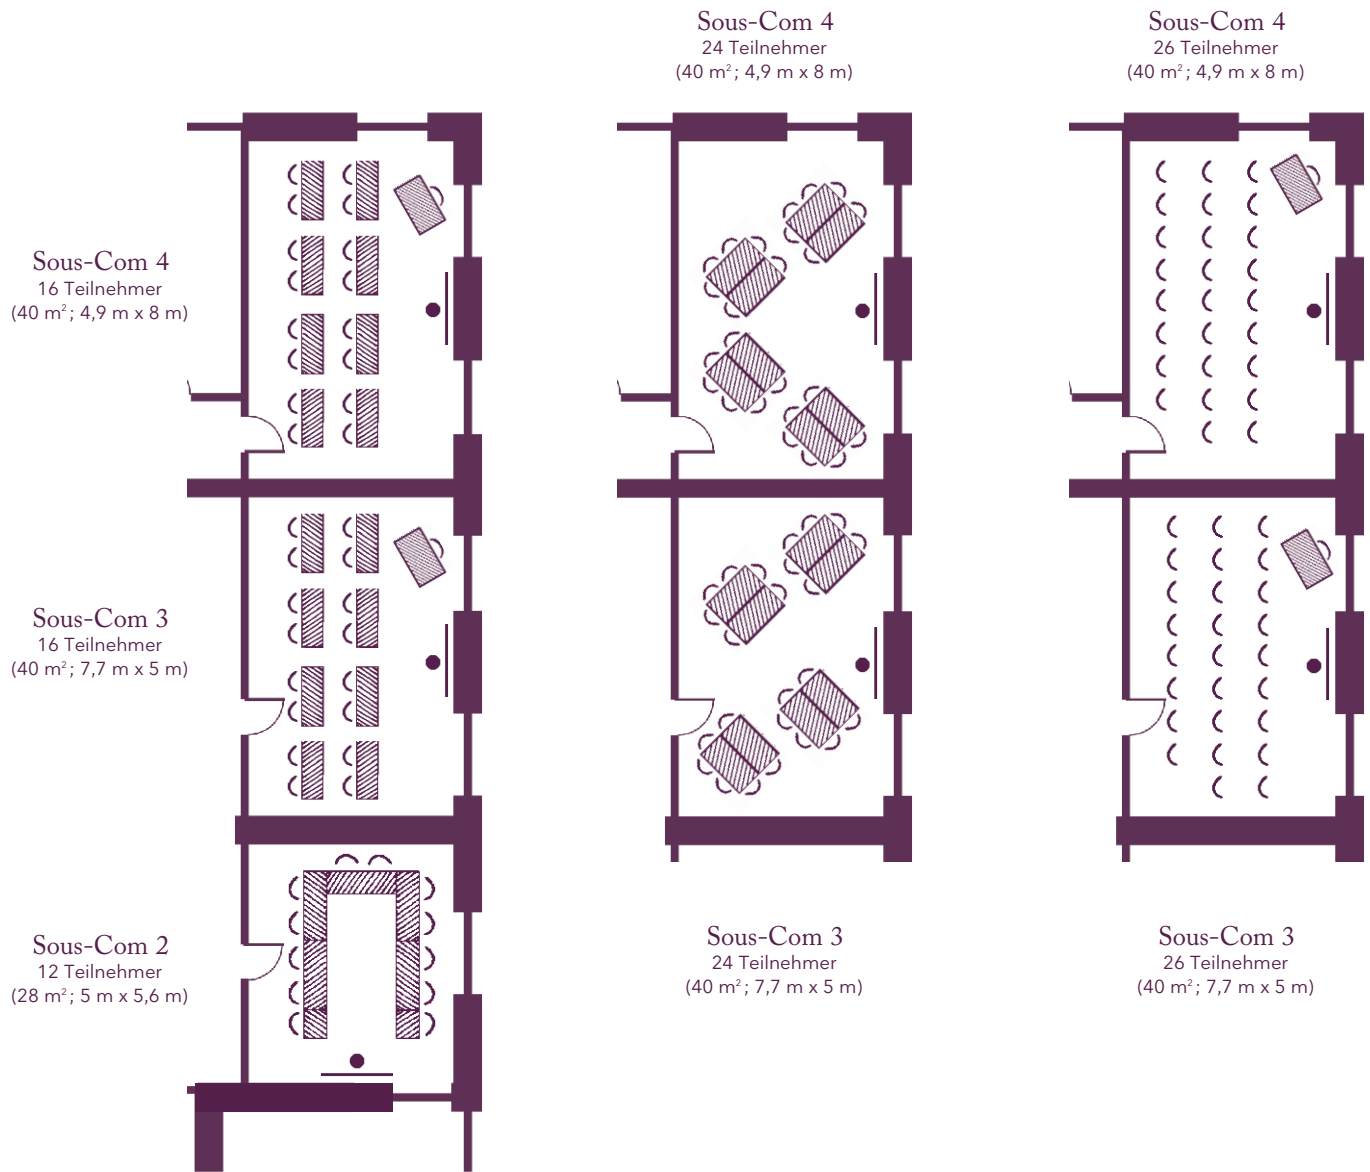 Sous-Com 4
24 Teilnehmer
(40 m²; 4,9 m x 8 m)
Sous-Com 4
26 Teilnehmer
(40 m²; 4,9 m x 8 m)
Sous-Com 4
16 Teilnehmer
(40 m²; 4,9 m x 8 m)
Sous-Com 3
16 Teilnehmer
(40 m²; 7,7 m x 5 m)
Sous-Com 2
12 Teilnehmer
(28 m²; 5 m x 5,6 m)
Sous-Com 3
24 Teilnehmer
(40 m²; 7,7 m x 5 m)
Sous-Com 3
26 Teilnehmer
(40 m²; 7,7 m x 5 m)